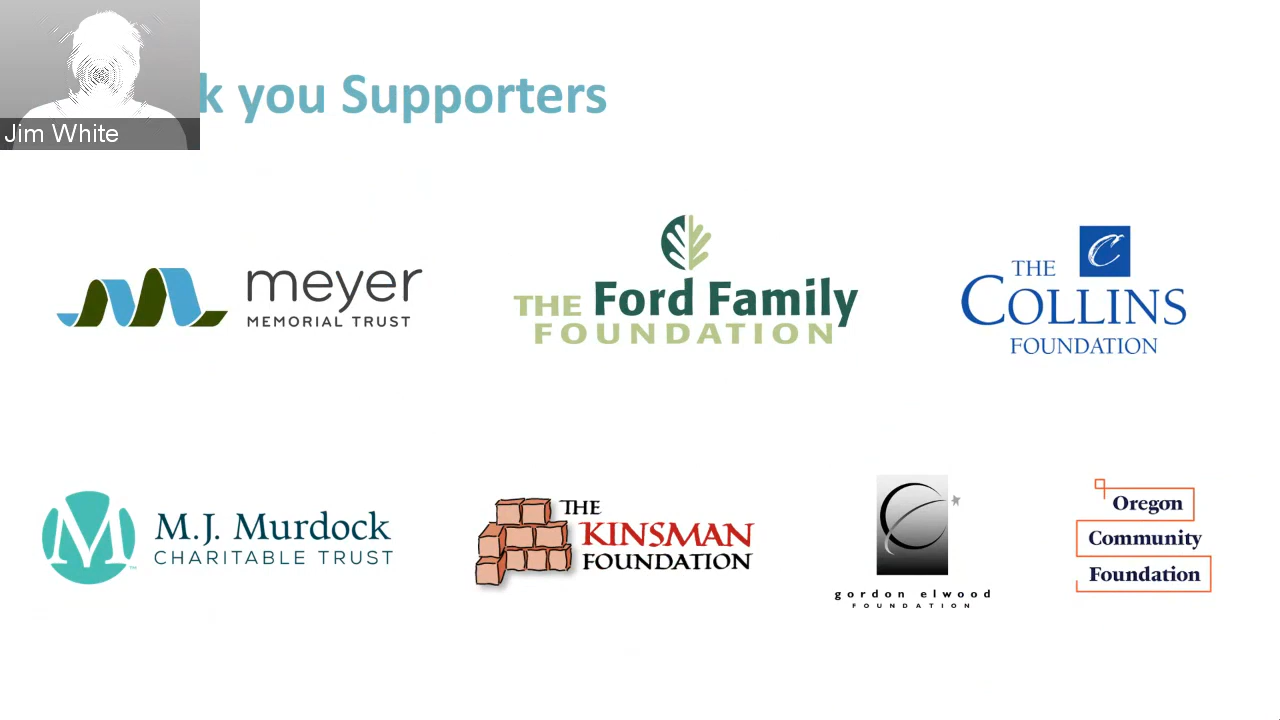 Jim White
k you Supporters
meyer
MEMORIAL TRUST
THE Ford Family
FOUNDATION
C
THE
COLLINS
FOUNDATION
M
M.J. Murdock
CHARITABLE TRUST
THE
KINSMAN
FOUNDATION
gordon elwood
FOUNDATION
Oregon
Community
Foundation